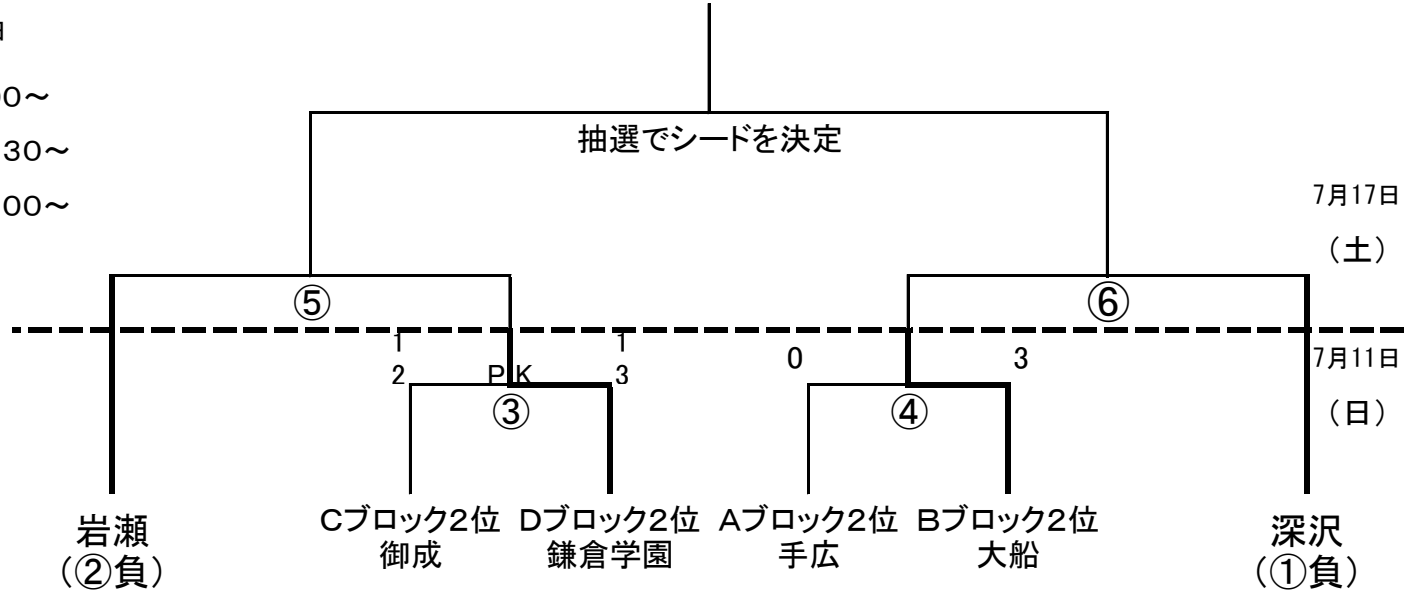 日
00～
抽選でシードを決定
30～
7月17日
00～
（土）
⑤
⑥
1 1
0 3
7月11日
2 PK 3
③
④
（日）
Cブロック2位 Dブロック2位 Aブロック2位 Bブロック2位
岩瀬
深沢
御成 鎌倉学園 手広 大船
（②負）
（①負）